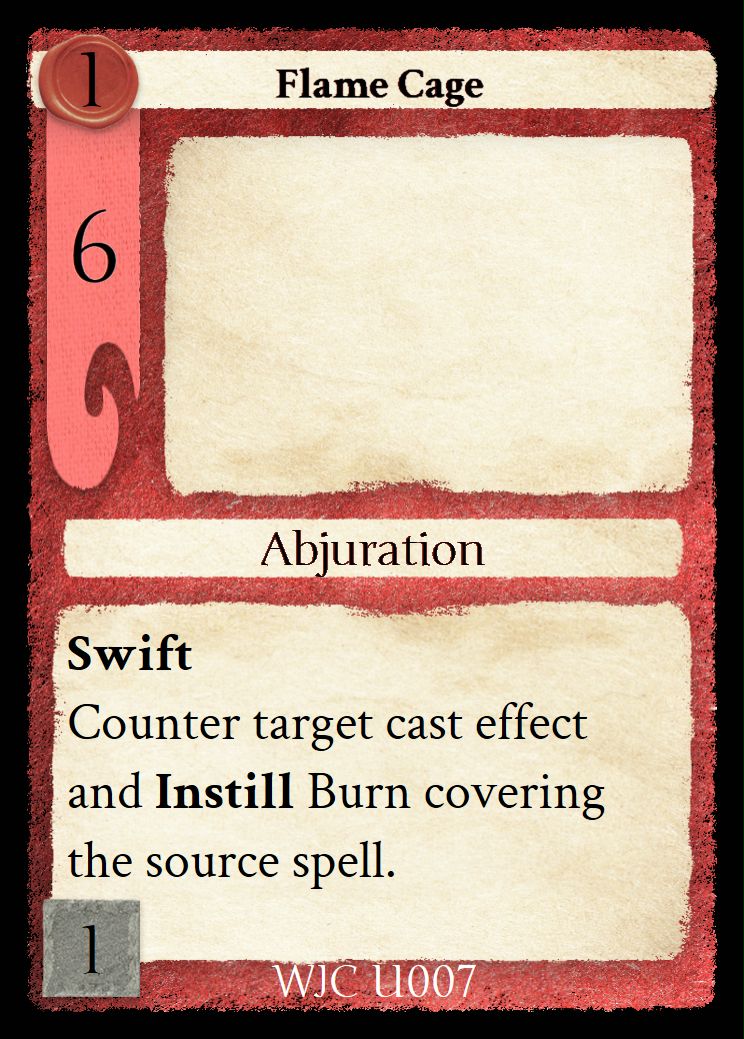 1
Flame Cage
6
Abjuration
Swift
Counter target cast effect
and Instill Burn covering
the source spell.
1
WJC U007